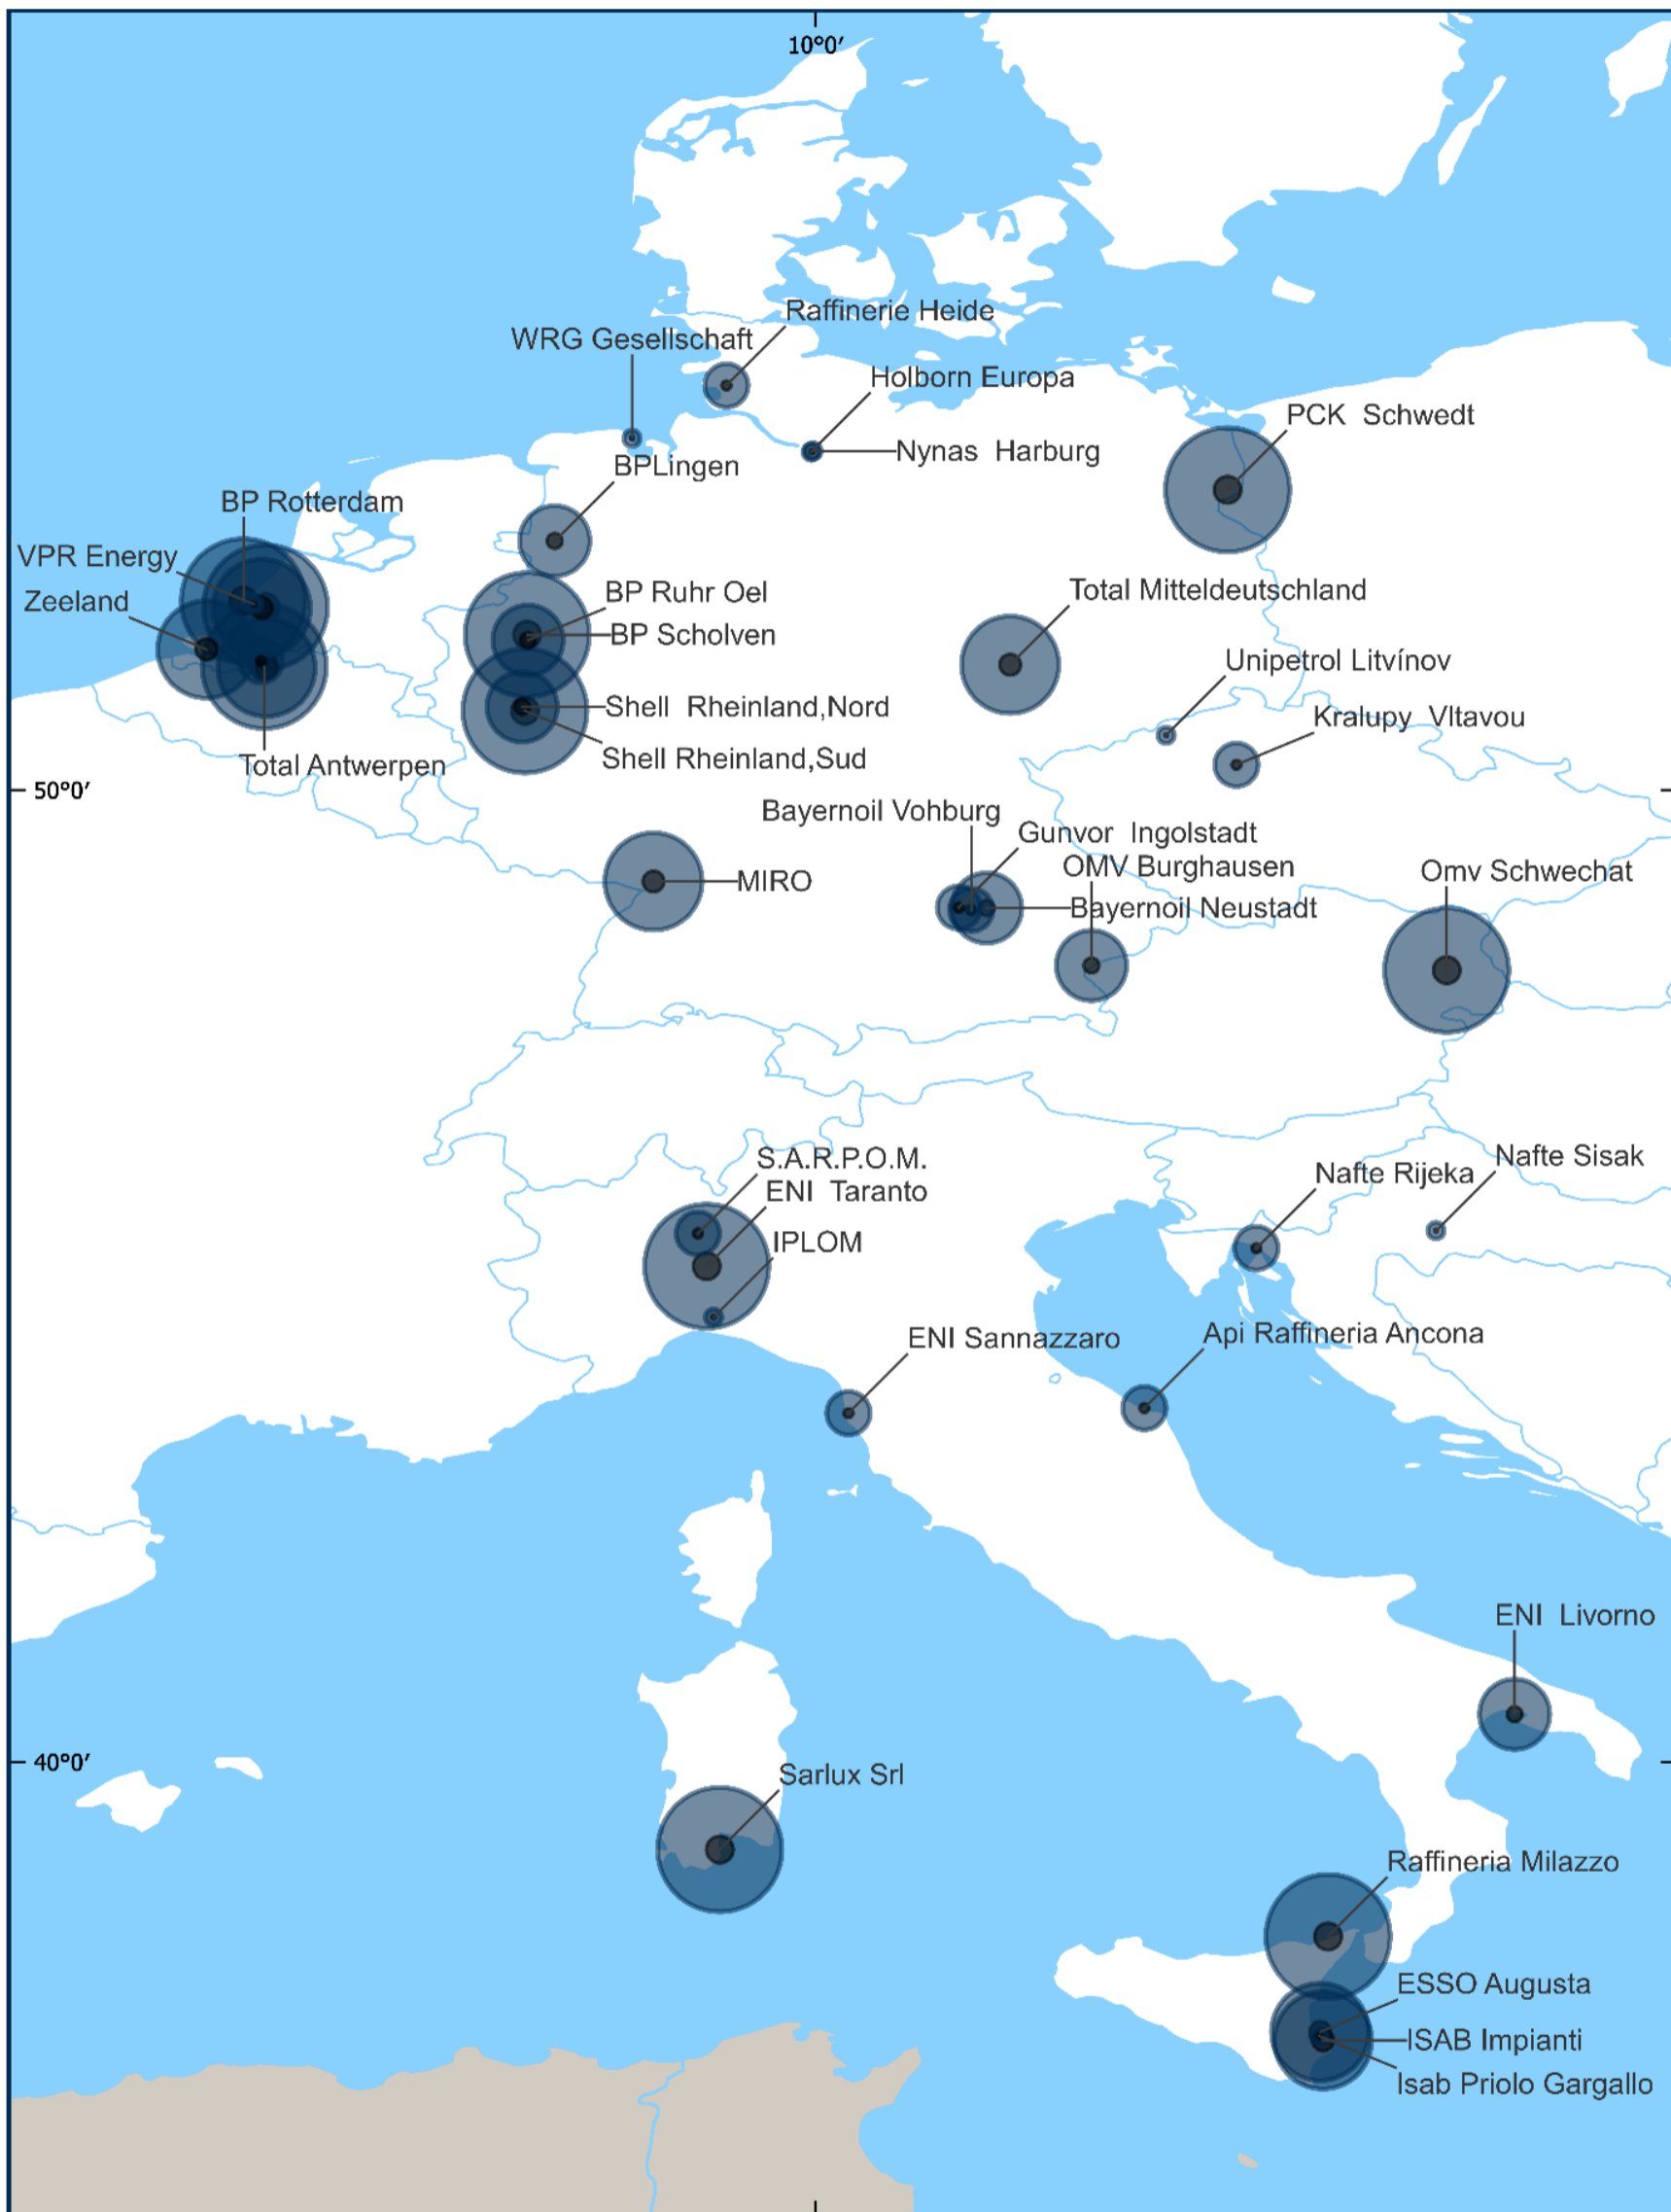 10°0′
Raffinerie Heide
WRG Gesellschaft
Holborn Europa
PCK  Schwedt
Nynas  Harburg
BPLingen
BP Rotterdam
VPR Energy
Zeeland
BP Ruhr Oel
BP Scholven
Total Mitteldeutschland
Unipetrol Litvínov
Shell  Rheinland,Nord
Kralupy  Vltavou
Shell Rheinland,Sud
Total Antwerpen
50°0′
Bayernoil Vohburg
Gunvor  Ingolstadt
OMV Burghausen
Omv Schwechat
MIRO
Bayernoil Neustadt
S.A.R.P.O.M.
Nafte Sisak
Nafte Rijeka
ENI  Taranto
IPLOM
ENI Sannazzaro
Api Raffineria Ancona
ENI  Livorno
40°0′
Sarlux Srl
Raffineria Milazzo
ESSO Augusta
ISAB Impianti
Isab Priolo Gargallo